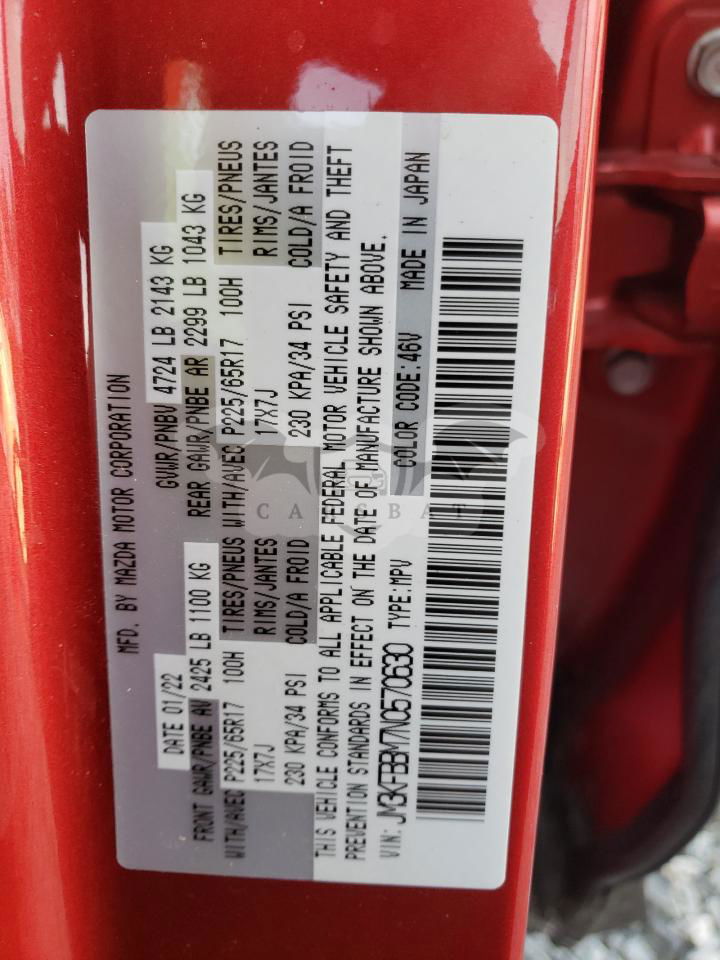 MFD. BY MAZDA MOTOR CORPORATION
DATE 01/22 GVWR/PNBV 4724 LB 2143 KG
FRONT GAWR/PNBE AV 2425 LB 1100 KG REAR GAWR/PNBE AR 2299 LB 1043 KG
WITH/AVEC P225/65R17 100H TIRES/PNEUS WITH/AVEC P225/65R17 100H TIRES/PNEUS
17X7J RIMS/JANTES 17X7J RIMS/JANTES
230 KPA/34 PSI COLD/A FROID 230 KPA/34 PSI COLD/A FROID
THIS VEHICLE CONFORMS TO ALL APPLICABLE FEDERAL MOTOR VEHICLE SAFETY AND THEFT
PREVENTION STANDARDS IN EFFECT ON THE DATE OF MANUFACTURE SHOWN ABOVE.
VIN: JM3KFBBM7N0570630 TYPE:MPV COLOR CODE:46V MADE IN JAPAN
CARSBAT